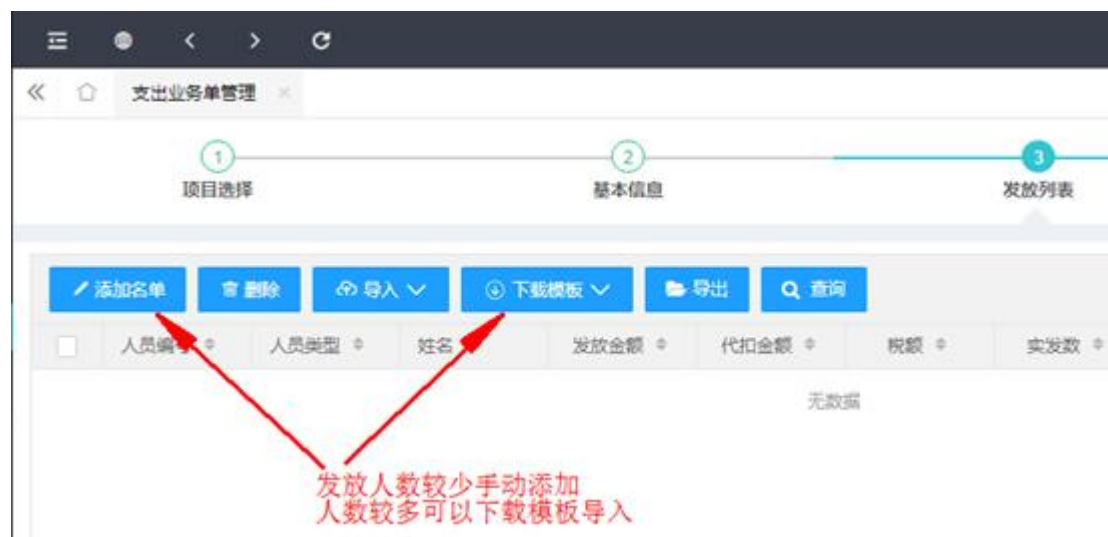 支出业务单管理
1
2
3
项目选择
基本信息
发放列表
添加名单 删除 导入 下载模板 导出 查询
人员编号 人员类型 姓名 发放金额 代扣金额 税额 实发数
无数据
发放人数较少手动添加
人数较多可以下载模板导入